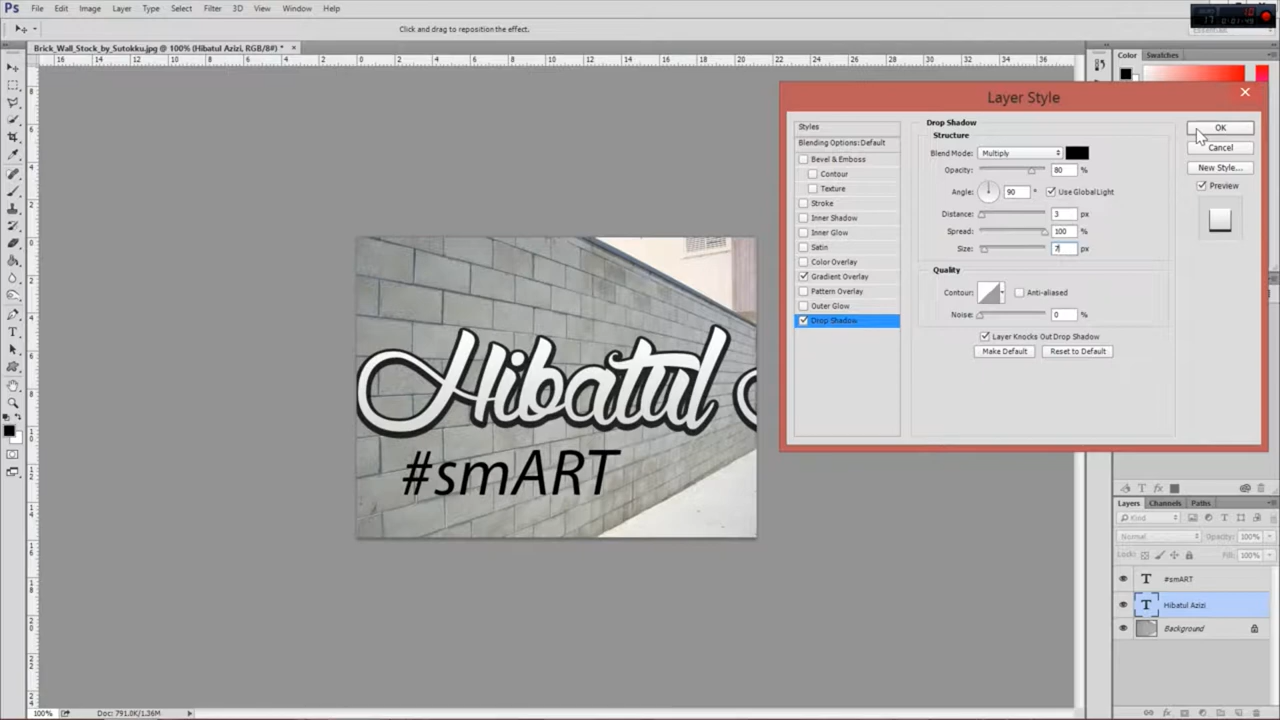 Ps File Edit Image Layer Type Select Filter 3D View Window Help
Click and drag to reposition the effect.
Brick_Wall_Stock_by_Sutokku.jpg @ 100% (Hibatul Azizi, RGB/8#) *
Color Swatches
Layer Style
Styles
Blending Options: Default
Bevel & Emboss
Contour
Texture
Stroke
Inner Shadow
Inner Glow
Satin
Color Overlay
Gradient Overlay
Pattern Overlay
Outer Glow
Drop Shadow
Drop Shadow
Structure
Blend Mode: Multiply
Opacity: 80 %
Angle: 90 ° Use Global Light
Distance: 3 px
Spread: 100 %
Size: 7 px
Quality
Contour: Anti-aliased
Noise: 0 %
Layer Knocks Out Drop Shadow
Make Default Reset to Default
OK
Cancel
New Style...
Preview
Hibatul
#smART
Layers Channels Paths
Kind
Normal Opacity: 100%
Lock: Fill: 100%
T #smART
T Hibatul Azizi
Background
100% Doc: 791.0K/1.36M